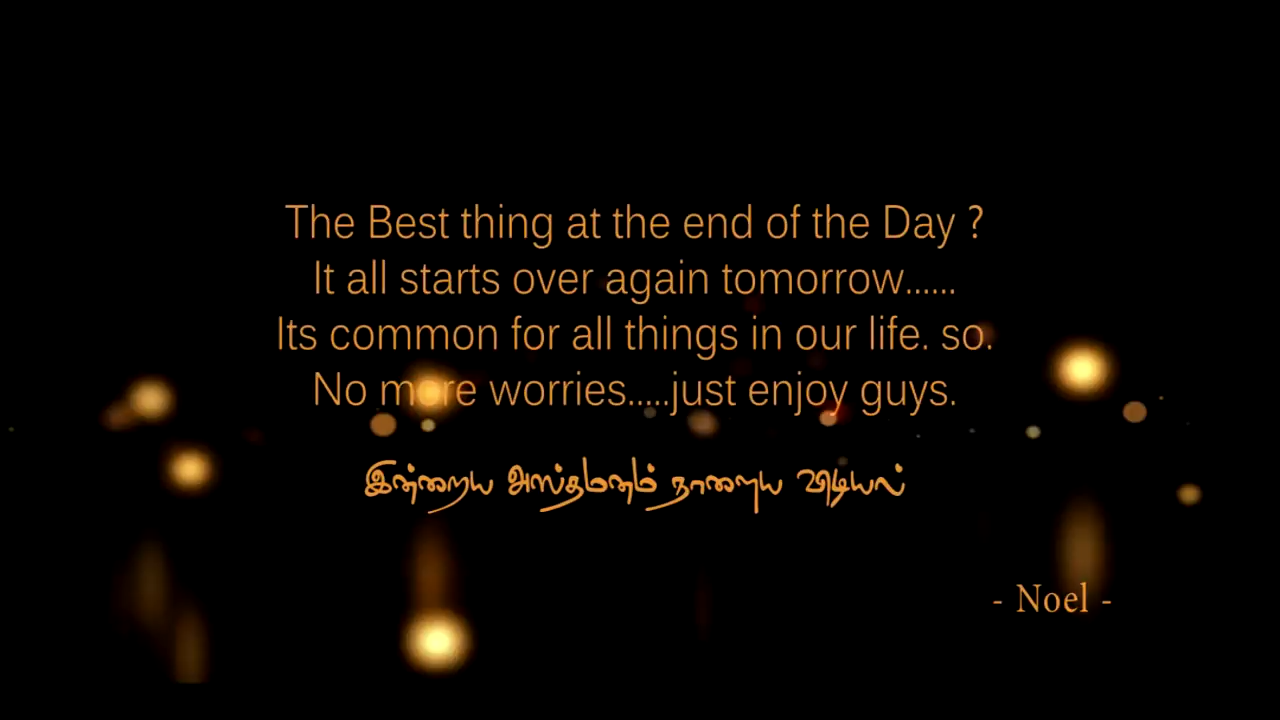 The Best thing at the end of the Day ?
It all starts over again tomorrow......
Its common for all things in our life. so.
No more worries.....just enjoy guys.
இன்றைய அஸ்தமனம் நாளைய விடியல்
- Noel -